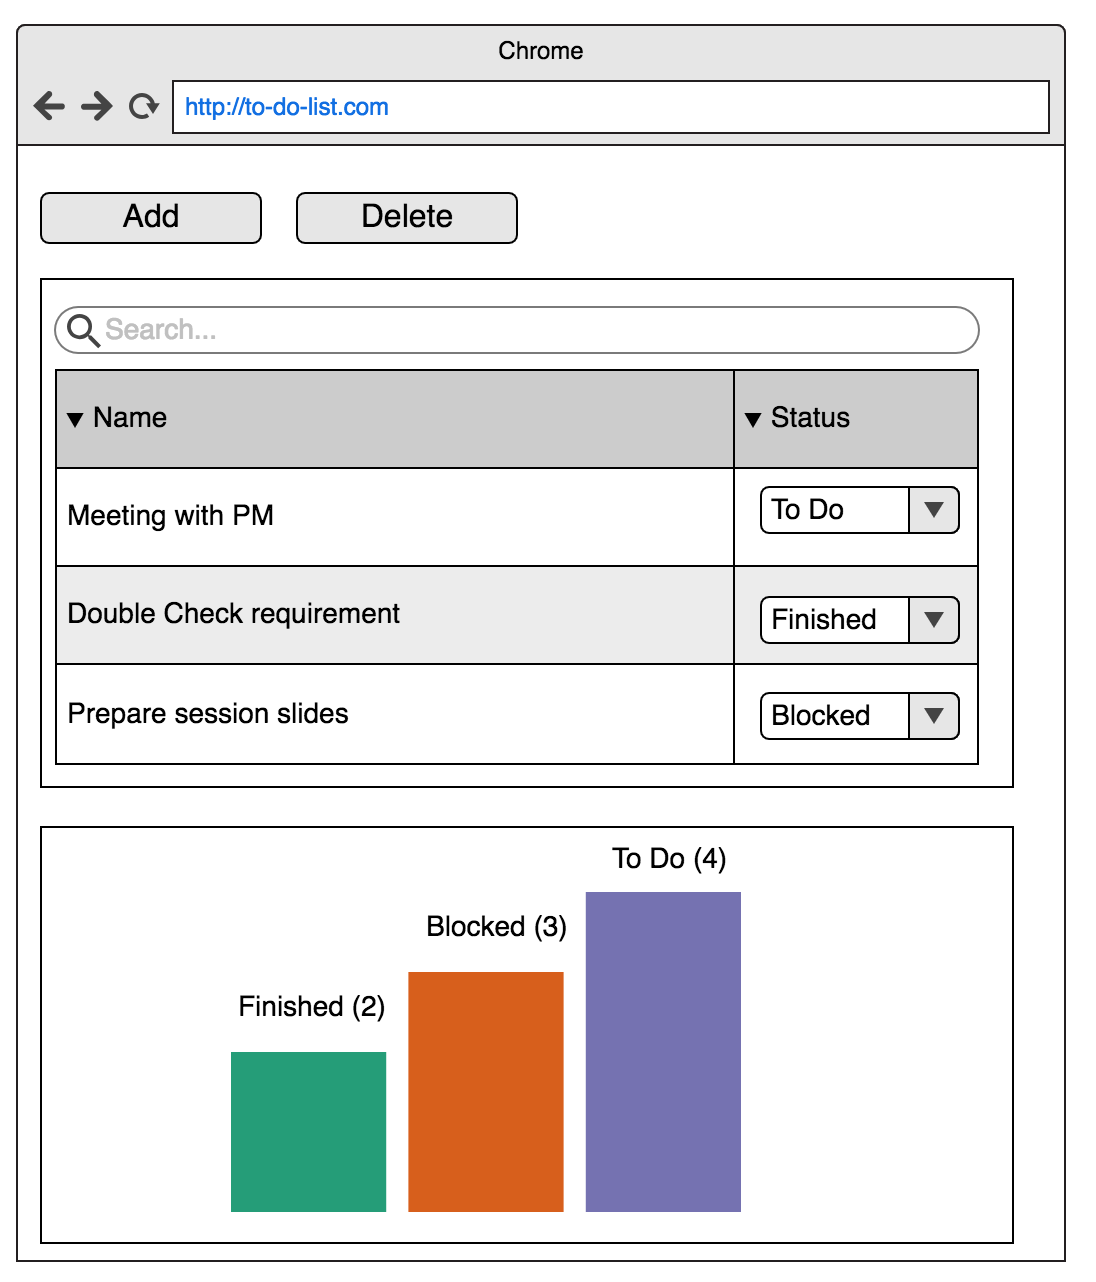 Chrome
http://to-do-list.com
Add Delete
Search...
Name Status
Meeting with PM To Do
Double Check requirement Finished
Prepare session slides Blocked
To Do (4)
Blocked (3)
Finished (2)